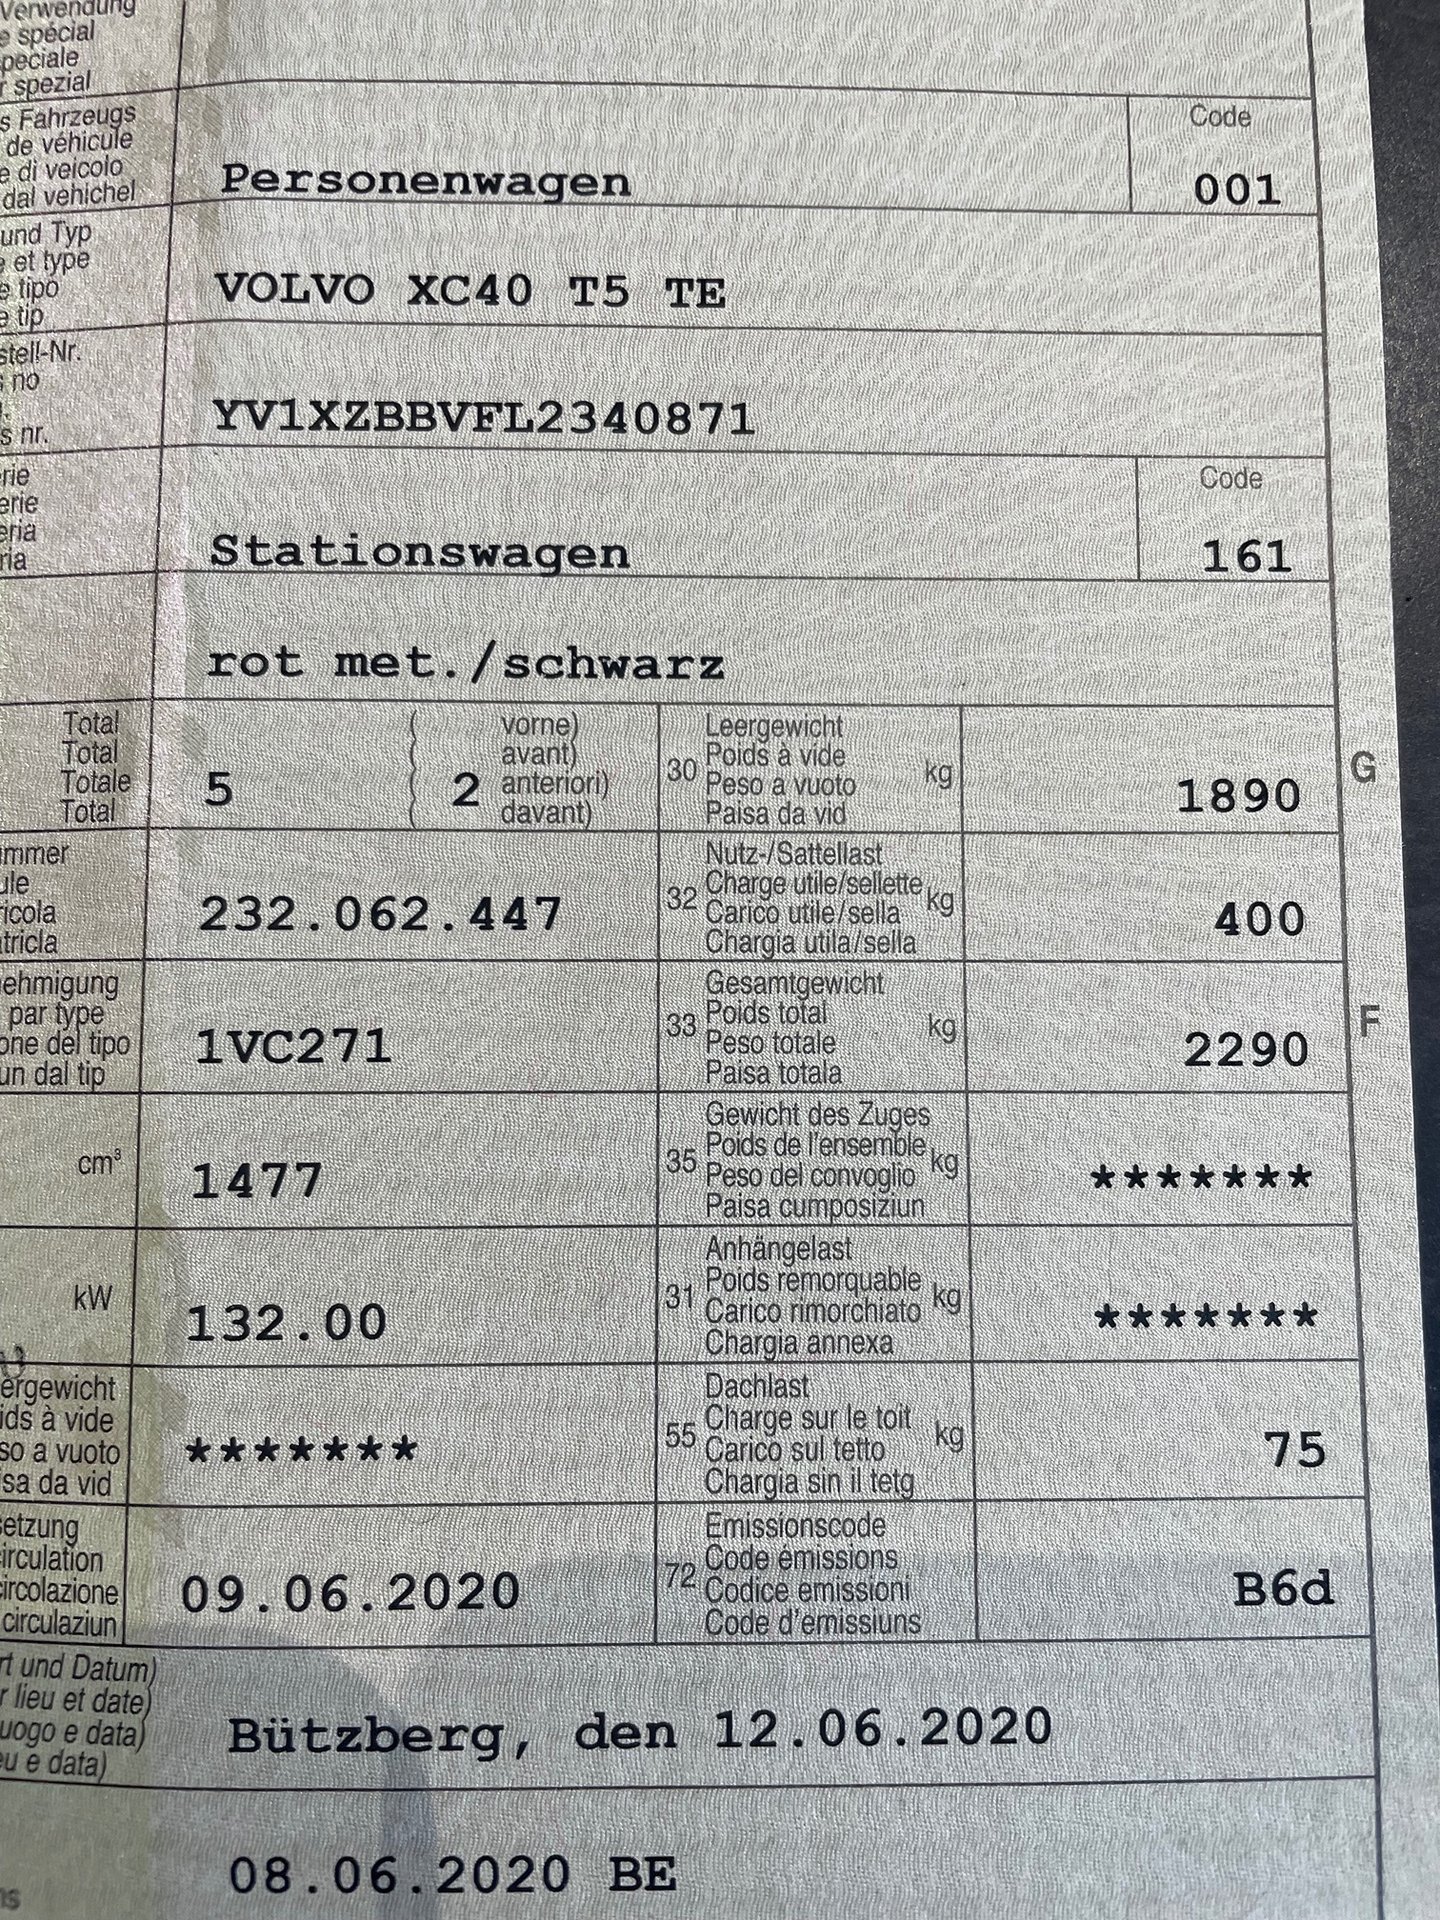 Verwendung
e spécial
peciale
r spezial
s Fahrzeugs
de véhicule
e di veicolo
dal vehichel
Personenwagen
Code
001
und Typ
e et type
e tipo
e tip
VOLVO XC40 T5 TE
stell-Nr.
s no
s nr.
YV1XZBBVFL2340871
rie
erie
eria
ria
Stationswagen
Code
161
rot met./schwarz
Total
Total
Totale
Total
5
( vorne)
( avant)
( 2 anteriori)
( davant)
30
Leergewicht
Poids à vide
Peso a vuoto
Paisa da vid
kg
1890
G
ummer
ule
ricola
atricla
232.062.447
32
Nutz-/Sattellast
Charge utile/sellette
Carico utile/sella
Chargia utila/sella
kg
400
ehmigung
par type
one del tipo
un dal tip
1VC271
33
Gesamtgewicht
Poids total
Peso totale
Paisa totala
kg
2290
F
cm³
1477
35
Gewicht des Zuges
Poids de l'ensemble
Peso del convoglio
Paisa cumposiziun
kg
*******
kW
132.00
31
Anhängelast
Poids remorquable
Carico rimorchiato
Chargia annexa
kg
*******
ergewicht
ids à vide
so a vuoto
sa da vid
*******
55
Dachlast
Charge sur le toit
Carico sul tetto
Chargia sin il tetg
kg
75
setzung
irculation
circolazione
circulaziun
09.06.2020
72
Emissionscode
Code émissions
Codice emissioni
Code d'emissiuns
B6d
rt und Datum)
r lieu et date)
uogo e data)
eu e data)
Bützberg, den 12.06.2020
ns
08.06.2020 BE